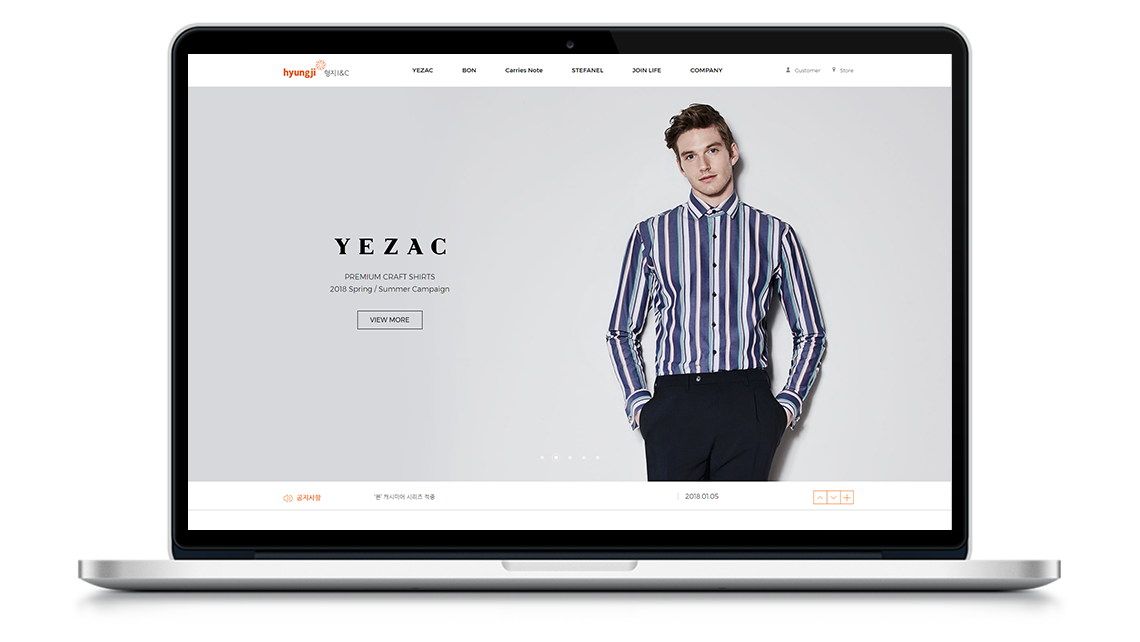 hyungji 형지I&C
YEZAC BON Carries Note STEFANEL JOIN LIFE COMPANY Customer Store
YEZAC
PREMIUM CRAFT SHIRTS
2018 Spring / Summer Campaign
VIEW MORE
공지사항 '본' 캐시미어 시리즈 적중 2018.01.05